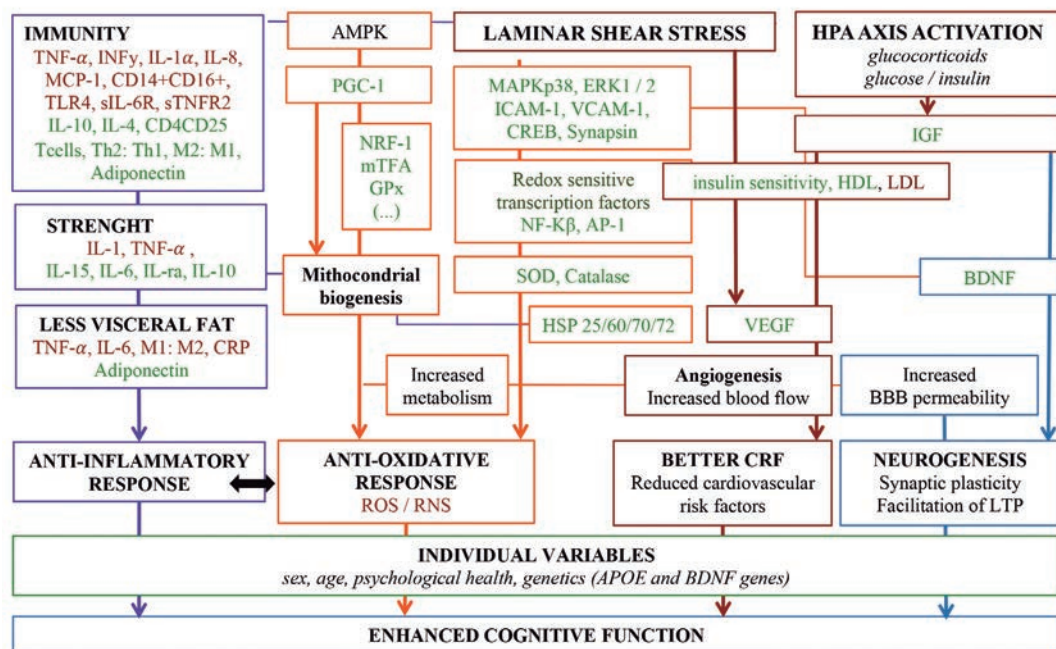 IMMUNITY
TNF-α, INFy, IL-1α, IL-8,
MCP-1, CD14+CD16+,
TLR4, sIL-6R, sTNFR2
IL-10, IL-4, CD4CD25
Tcells, Th2: Th1, M2: M1,
Adiponectin
STRENGHT
IL-1, TNF-α ,
IL-15, IL-6, IL-ra, IL-10
LESS VISCERAL FAT
TNF-α, IL-6, M1: M2, CRP
Adiponectin
ANTI-INFLAMMATORY
RESPONSE
AMPK
PGC-1
NRF-1
mTFA
GPx
(...)
Mithocondrial
biogenesis
LAMINAR SHEAR STRESS
MAPKp38, ERK1 / 2
ICAM-1, VCAM-1,
CREB, Synapsin
Redox sensitive
transcription factors
NF-Kβ, AP-1
SOD, Catalase
HSP 25/60/70/72
Increased
metabolism
ANTI-OXIDATIVE
RESPONSE
ROS / RNS
HPA AXIS ACTIVATION
glucocorticoids
glucose / insulin
IGF
insulin sensitivity, HDL, LDL
BDNF
VEGF
Angiogenesis
Increased blood flow
Increased
BBB permeability
BETTER CRF
Reduced cardiovascular
risk factors
NEUROGENESIS
Synaptic plasticity
Facilitation of LTP
INDIVIDUAL VARIABLES
sex, age, psychological health, genetics (APOE and BDNF genes)
ENHANCED COGNITIVE FUNCTION